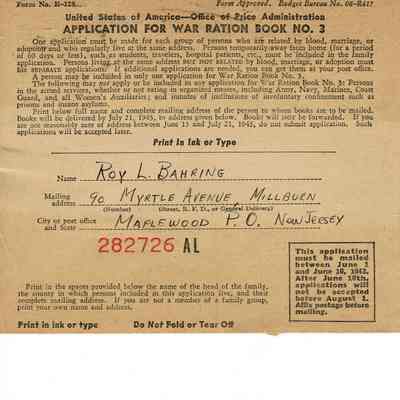 Form No. R-129... Form Approved. Budget Bureau No. 08-R417
United States of America—Office of Price Administration
APPLICATION FOR WAR RATION BOOK NO. 3
One application must be made for each group of persons who are related by blood, marriage, or
adoption and who regularly live at the same address. Persons temporarily away from home (for a period
of 60 days or less), such as students, travelers, hospital patients, etc., must be included in the family
application. Persons living at the same address BUT NOT RELATED by blood, marriage, or adoption must
file SEPARATE applications. If additional applications are needed, you can get them at your post office.
A person may be included in only one application for War Ration Book No. 3.
The following may not apply or be included in any application for War Ration Book No. 3: Persons
in the armed services, whether or not eating in organized messes, including Army, Navy, Marines, Coast
Guard, and all Women's Auxiliaries; and inmates of institutions of involuntary confinement such as
prisons and insane asylums.
Print below full name and complete mailing address of the person to whom books are to be mailed.
Books will be delivered by July 21, 1943, to address given below. Books will NOT be forwarded. If you
are not reasonably sure of address between June 15 and July 21, 1943, do not submit application. Such
applications will be accepted later.
Print In Ink or Type
Name ROY L. BAHRING
Mailing address 90 MYRTLE AVENUE, MILLBURN
(Number) (Street, R. F. D., or General Delivery)
City or post office and State MAPLEWOOD P.O. NEW JERSEY
282726 AL
This application
must be mailed
between June 1
and June 10, 1943.
After June 10th,
applications will
not be accepted
before August 1.
Affix postage before
mailing.
Print in the spaces provided below the name of the head of the family,
the county in which persons included in this application live, and their
complete mailing address. If you are not a member of a family group,
print your own name and address.
Print in ink or type Do Not Fold or Tear Off